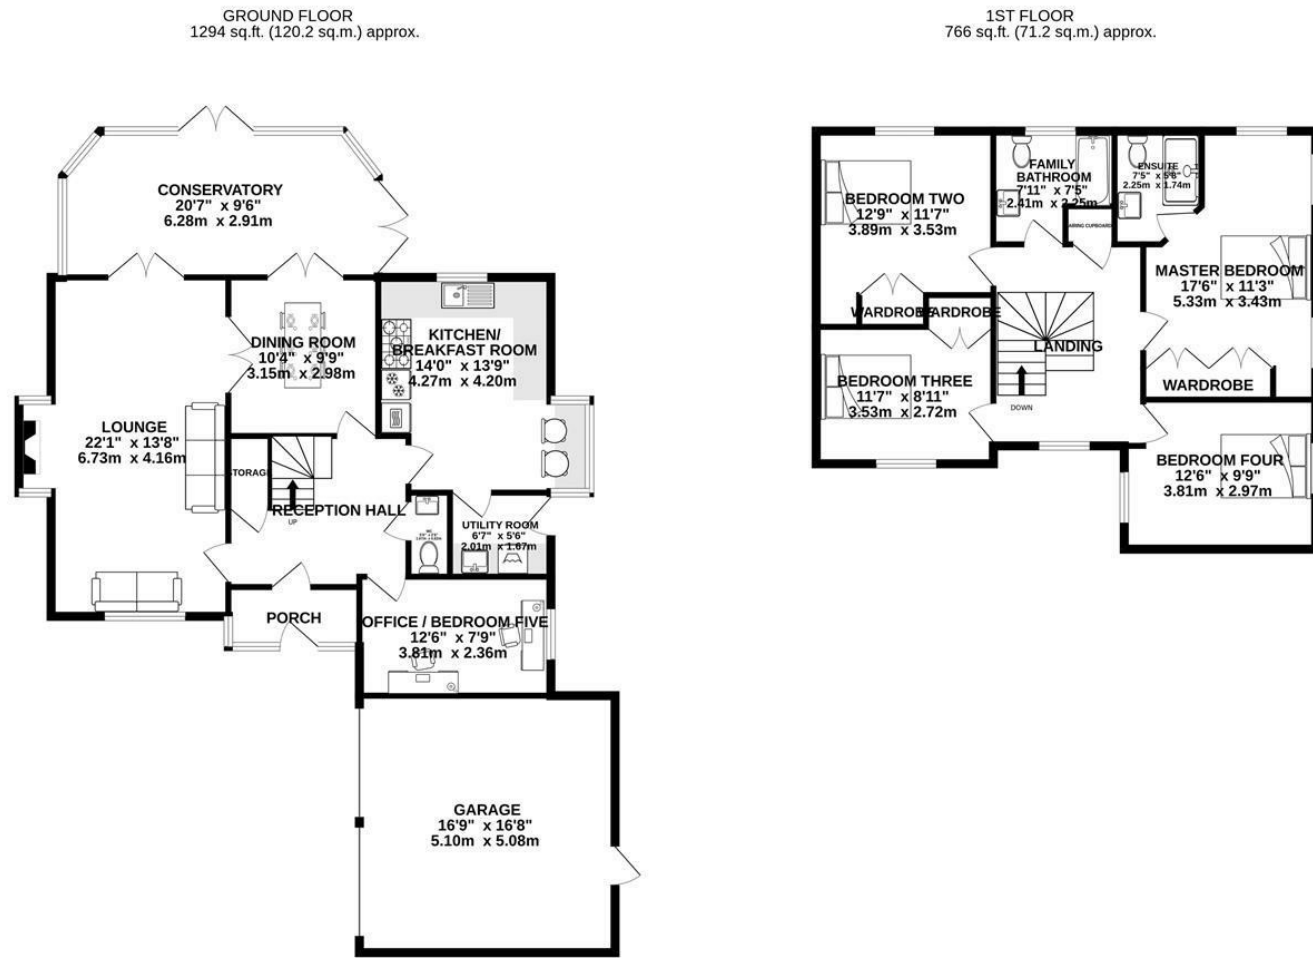 GROUND FLOOR
1294 sq.ft. (120.2 sq.m.) approx.
1ST FLOOR
766 sq.ft. (71.2 sq.m.) approx.
CONSERVATORY
20'7" x 9'6"
6.28m x 2.91m
DINING ROOM
10'4" x 9'9"
3.15m x 2.98m
KITCHEN/
BREAKFAST ROOM
14'0" x 13'9"
4.27m x 4.20m
LOUNGE
22'1" x 13'8"
6.73m x 4.16m
STORAGE
RECEPTION HALL
UP
UTILITY ROOM
6'7" x 5'6"
2.01m x 1.67m
PORCH
OFFICE / BEDROOM FIVE
12'6" x 7'9"
3.81m x 2.36m
GARAGE
16'9" x 16'8"
5.10m x 5.08m
BEDROOM TWO
12'9" x 11'7"
3.89m x 3.53m
FAMILY
BATHROOM
7'11" x 7'5"
2.41m x 2.25m
ENSUITE
7'5" x 5'8"
2.25m x 1.74m
AIRING CUPBOARD
MASTER BEDROOM
17'6" x 11'3"
5.33m x 3.43m
WARDROBE
WARDROBE
LANDING
DOWN
WARDROBE
BEDROOM THREE
11'7" x 8'11"
3.53m x 2.72m
BEDROOM FOUR
12'6" x 9'9"
3.81m x 2.97m